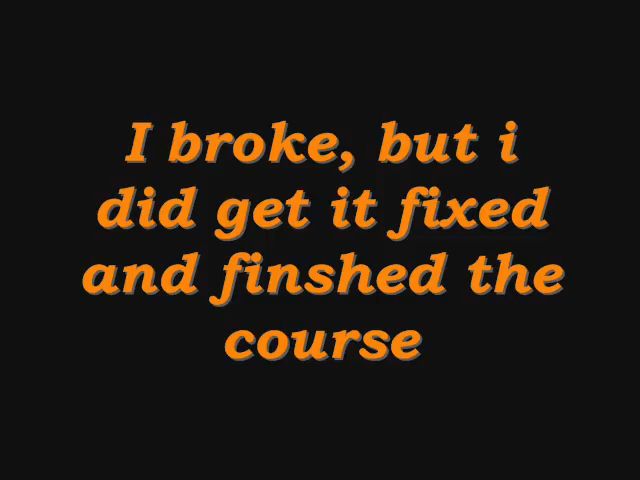 I broke, but i
did get it fixed
and finshed the
course